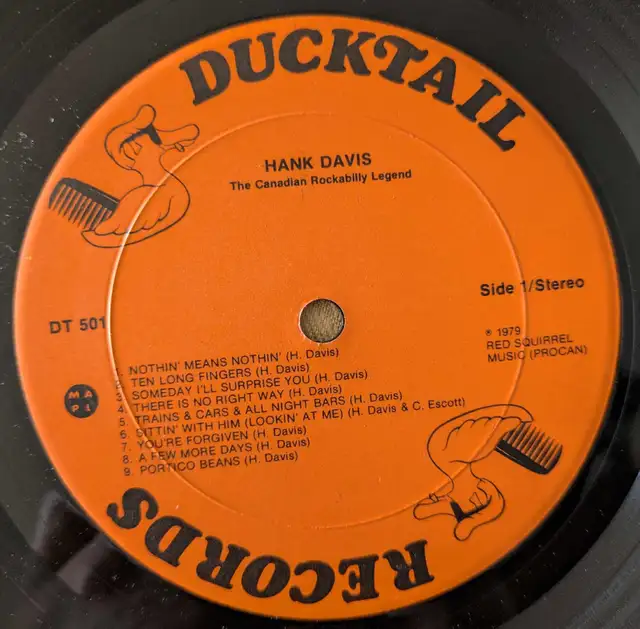 DUCKTAIL
HANK DAVIS
The Canadian Rockabilly Legend
Side 1/Stereo
DT 501
℗ 1979
RED SQUIRREL
MUSIC (PROCAN)
MAPL
1. NOTHIN' MEANS NOTHIN' (H. Davis)
2. TEN LONG FINGERS (H. Davis)
3. SOMEDAY I'LL SURPRISE YOU (H. Davis)
4. THERE IS NO RIGHT WAY (H. Davis)
5. TRAINS & CARS & ALL NIGHT BARS (H. Davis)
6. SITTIN' WITH HIM (LOOKIN' AT ME) (H. Davis & C. Escott)
7. YOU'RE FORGIVEN (H. Davis)
8. A FEW MORE DAYS (H. Davis)
9. PORTICO BEANS (H. Davis)
RECORDS